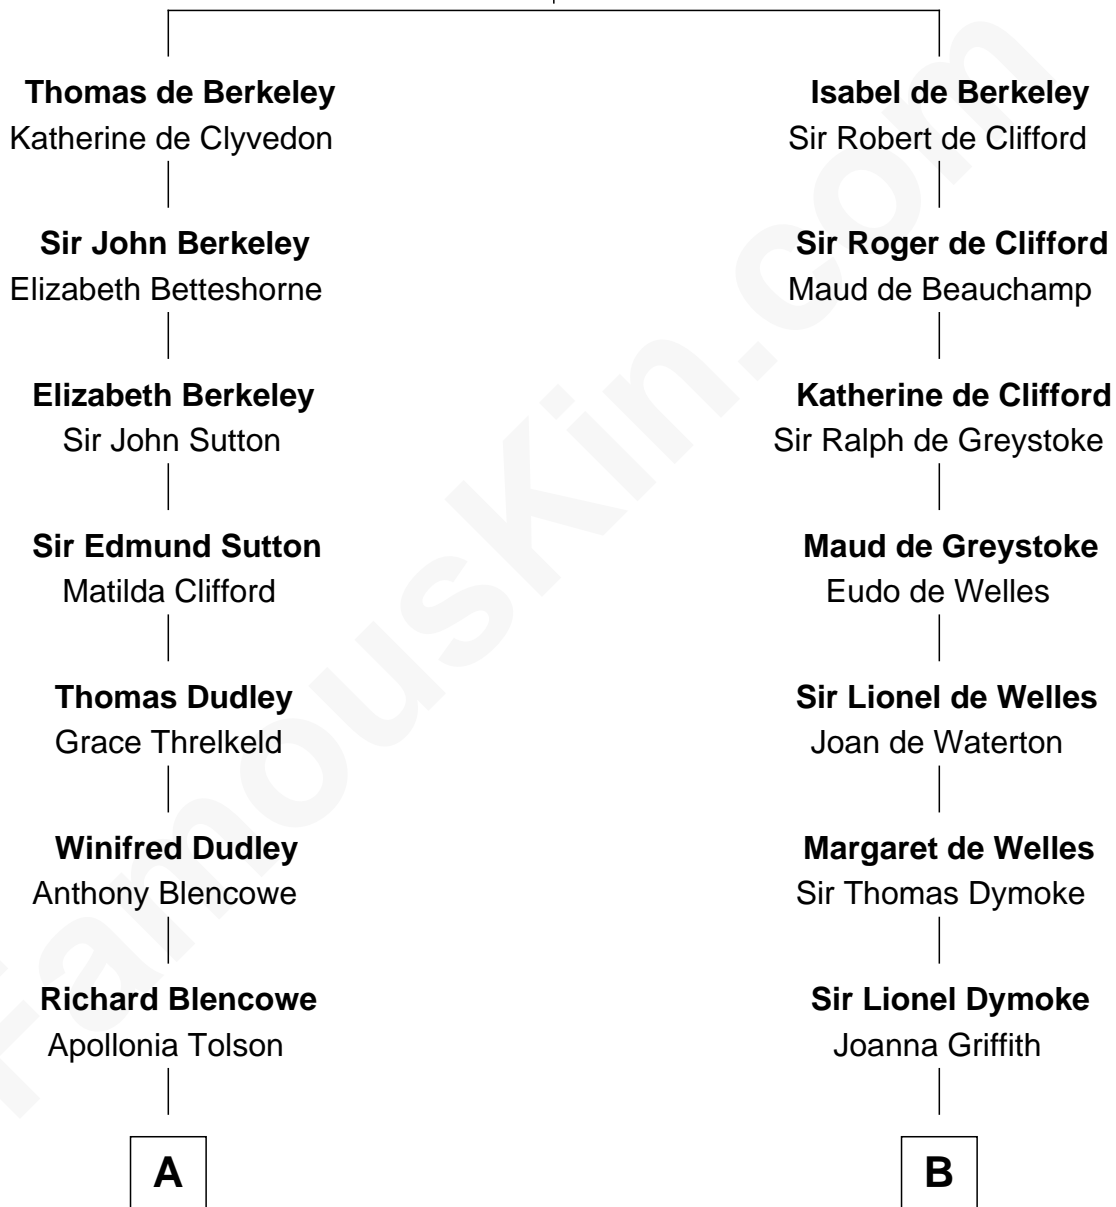 Thomas de Berkeley
Katherine de Clyvedon
Sir John Berkeley
Elizabeth Betteshorne
Elizabeth Berkeley
Sir John Sutton
Sir Edmund Sutton
Matilda Clifford
Thomas Dudley
Grace Threlkeld
Winifred Dudley
Anthony Blencowe
Richard Blencowe
Apollonia Tolson
A
Isabel de Berkeley
Sir Robert de Clifford
Sir Roger de Clifford
Maud de Beauchamp
Katherine de Clifford
Sir Ralph de Greystoke
Maud de Greystoke
Eudo de Welles
Sir Lionel de Welles
Joan de Waterton
Margaret de Welles
Sir Thomas Dymoke
Sir Lionel Dymoke
Joanna Griffith
B
FamousKin.com